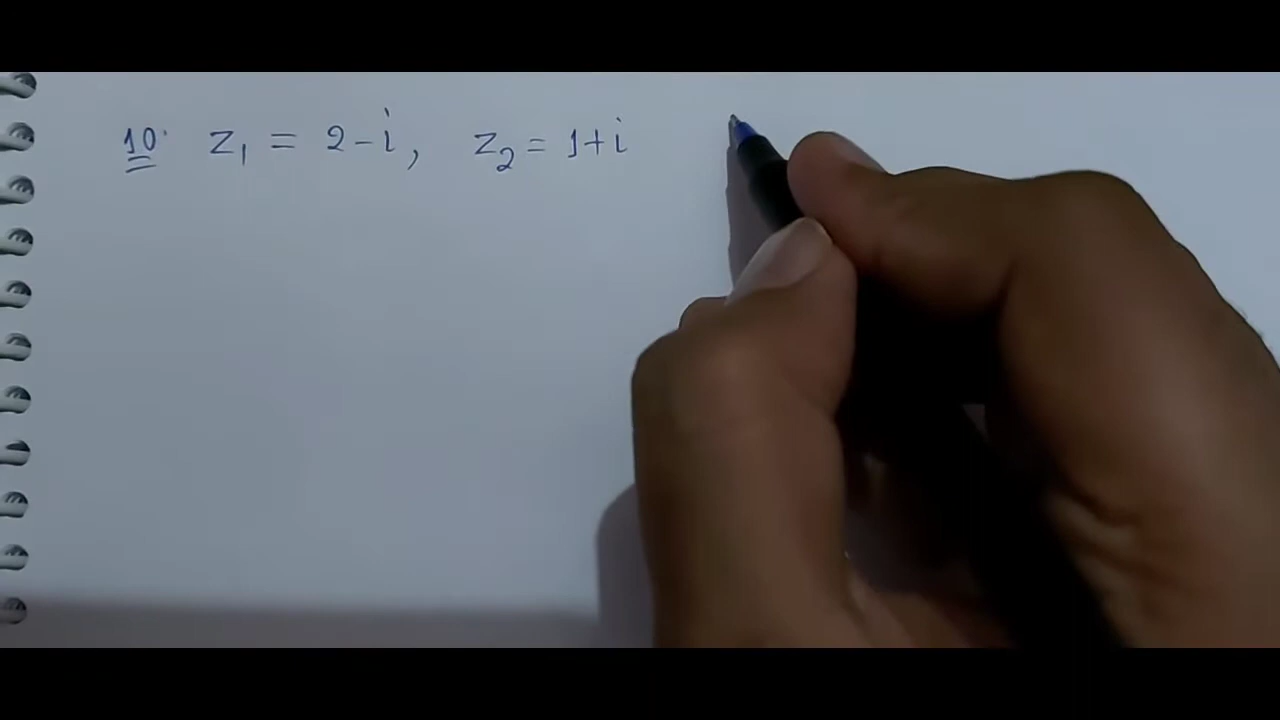 10. z₁ = 2-i, z₂ = 1+i